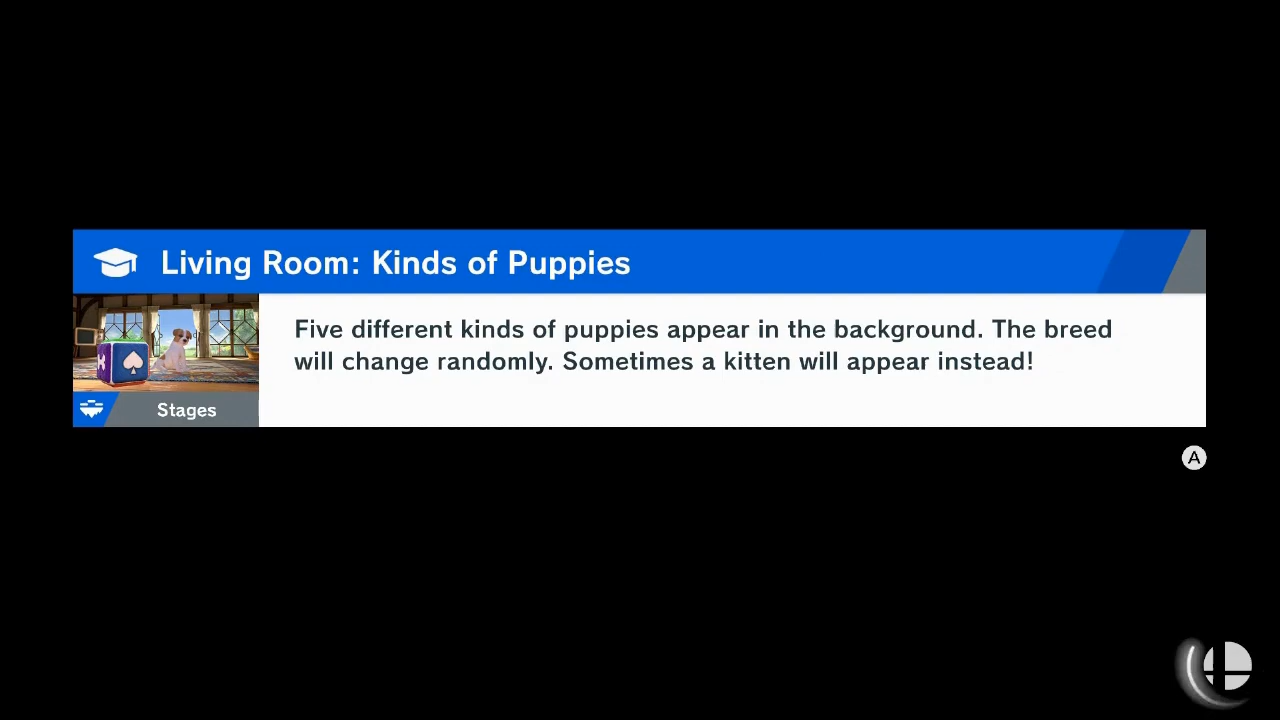 Living Room: Kinds of Puppies
Five different kinds of puppies appear in the background. The breed
will change randomly. Sometimes a kitten will appear instead!
Stages
A